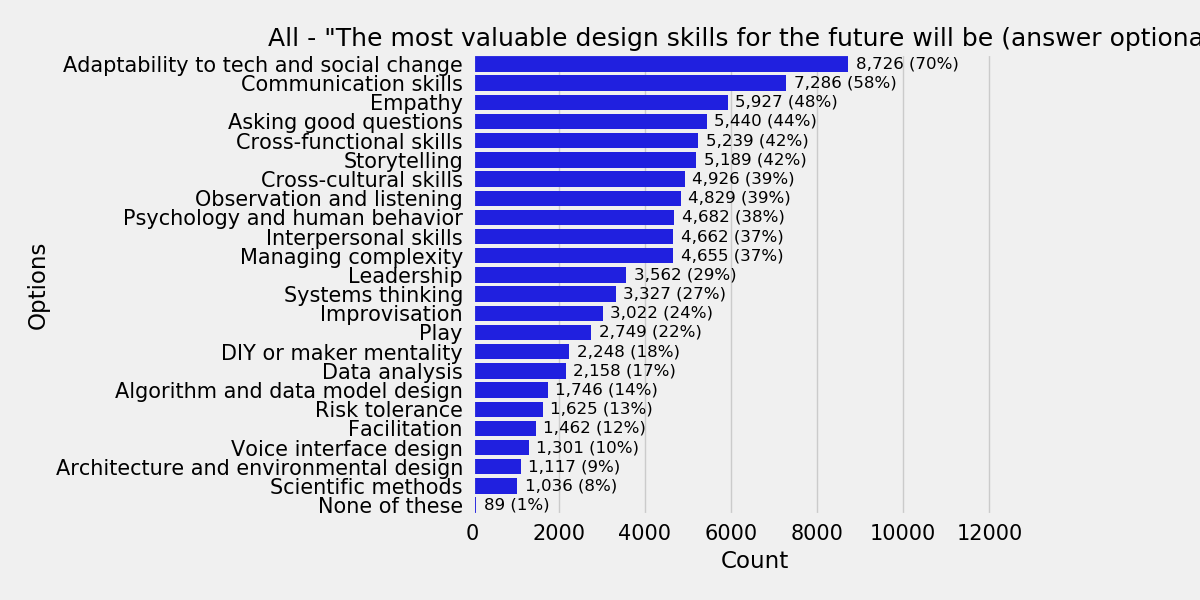 All - "The most valuable design skills for the future will be (answer optiona
Adaptability to tech and social change 8,726 (70%)
Communication skills 7,286 (58%)
Empathy 5,927 (48%)
Asking good questions 5,440 (44%)
Cross-functional skills 5,239 (42%)
Storytelling 5,189 (42%)
Cross-cultural skills 4,926 (39%)
Observation and listening 4,829 (39%)
Psychology and human behavior 4,682 (38%)
Interpersonal skills 4,662 (37%)
Managing complexity 4,655 (37%)
Leadership 3,562 (29%)
Systems thinking 3,327 (27%)
Improvisation 3,022 (24%)
Play 2,749 (22%)
DIY or maker mentality 2,248 (18%)
Data analysis 2,158 (17%)
Algorithm and data model design 1,746 (14%)
Risk tolerance 1,625 (13%)
Facilitation 1,462 (12%)
Voice interface design 1,301 (10%)
Architecture and environmental design 1,117 (9%)
Scientific methods 1,036 (8%)
None of these 89 (1%)
Options
0 2000 4000 6000 8000 10000 12000
Count